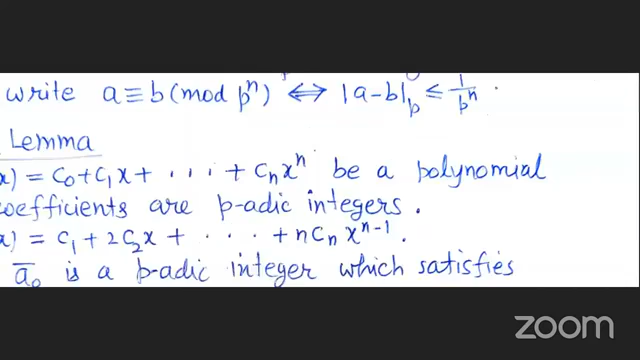 write a ≡ b (mod pⁿ) ⟺ |a-b|ₚ ≤ 1/pⁿ .
Lemma
x) = c₀+c₁x+ · · · + cₙxⁿ be a polynomial
oefficients are p-adic integers .
x) = c₁ + 2c₂x + · · · · + ncₙxⁿ⁻¹ .
ā₀ is a p-adic integer which satisfies
zoom